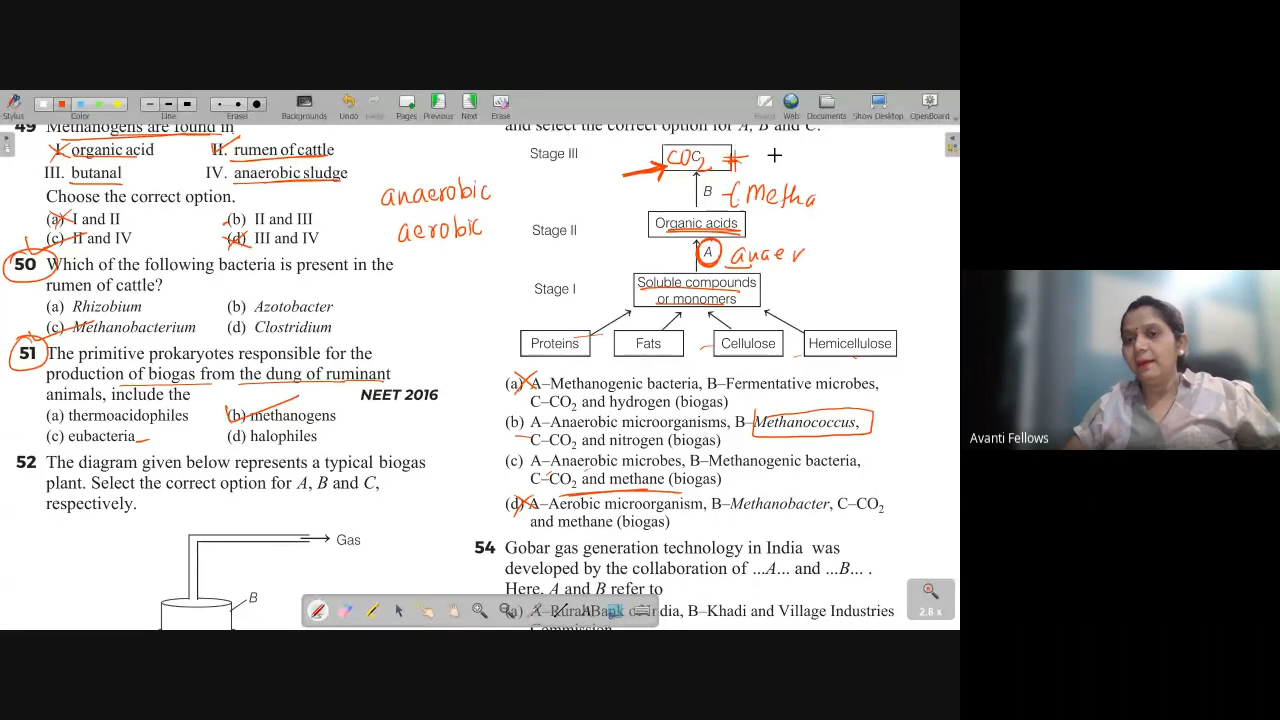 Stylus
Color
Line
Eraser
Backgrounds
Undo
Redo
Pages
Previous
Next
Erase
Web
Documents
Show Desktop
OpenBoard
49 Methanogens are found in
I. organic acid II. rumen of cattle
III. butanal IV. anaerobic sludge
Choose the correct option.
(a) I and II (b) II and III
(c) II and IV (d) III and IV
anaerobic
aerobic
50 Which of the following bacteria is present in the
rumen of cattle?
(a) Rhizobium (b) Azotobacter
(c) Methanobacterium (d) Clostridium
51 The primitive prokaryotes responsible for the
production of biogas from the dung of ruminant
animals, include the NEET 2016
(a) thermoacidophiles (b) methanogens
(c) eubacteria (d) halophiles
52 The diagram given below represents a typical biogas
plant. Select the correct option for A, B and C,
respectively.
Gas
B
and select the correct option for A, B and C.
Stage III C CO2 +
B Metha
Stage II Organic acids
A anaer
Stage I Soluble compounds
or monomers
Proteins Fats Cellulose Hemicellulose
(a) A–Methanogenic bacteria, B–Fermentative microbes,
C–CO2 and hydrogen (biogas)
(b) A–Anaerobic microorganisms, B–Methanococcus,
C–CO2 and nitrogen (biogas)
(c) A–Anaerobic microbes, B–Methanogenic bacteria,
C–CO2 and methane (biogas)
(d) A–Aerobic microorganism, B–Methanobacter, C–CO2
and methane (biogas)
54 Gobar gas generation technology in India was
developed by the collaboration of ...A... and ...B... .
Here, A and B refer to
(a) A–Rural Bank of India, B–Khadi and Village Industries
Commission
2.8 x
Avanti Fellows